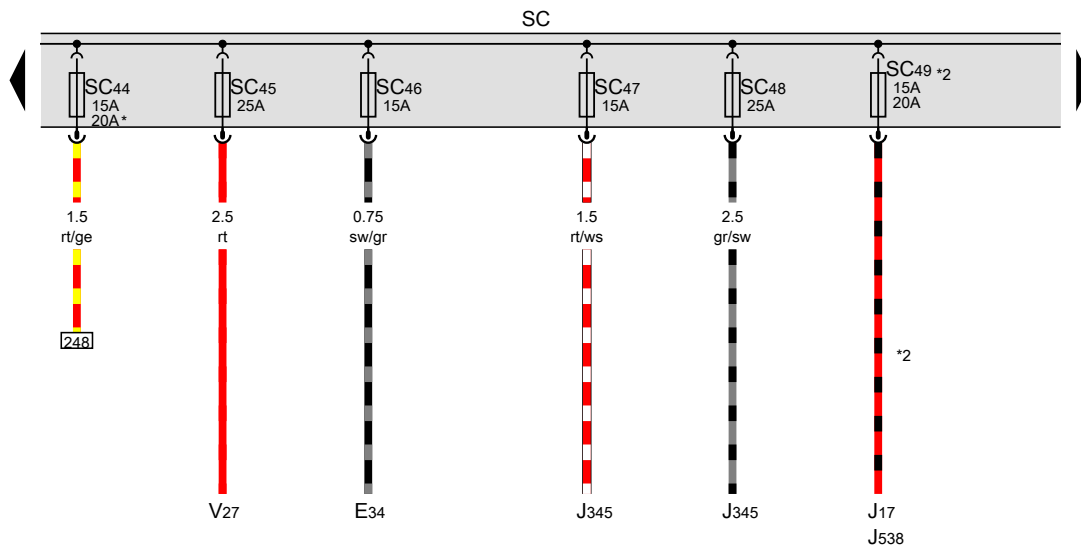 SC
SC44
15A
20A*
SC45
25A
SC46
15A
SC47
15A
SC48
25A
SC49 *2
15A
20A
1.5
rt/ge
2.5
rt
0.75
sw/gr
1.5
rt/ws
2.5
gr/sw
248
*2
V27
E34
J345
J345
J17
J538